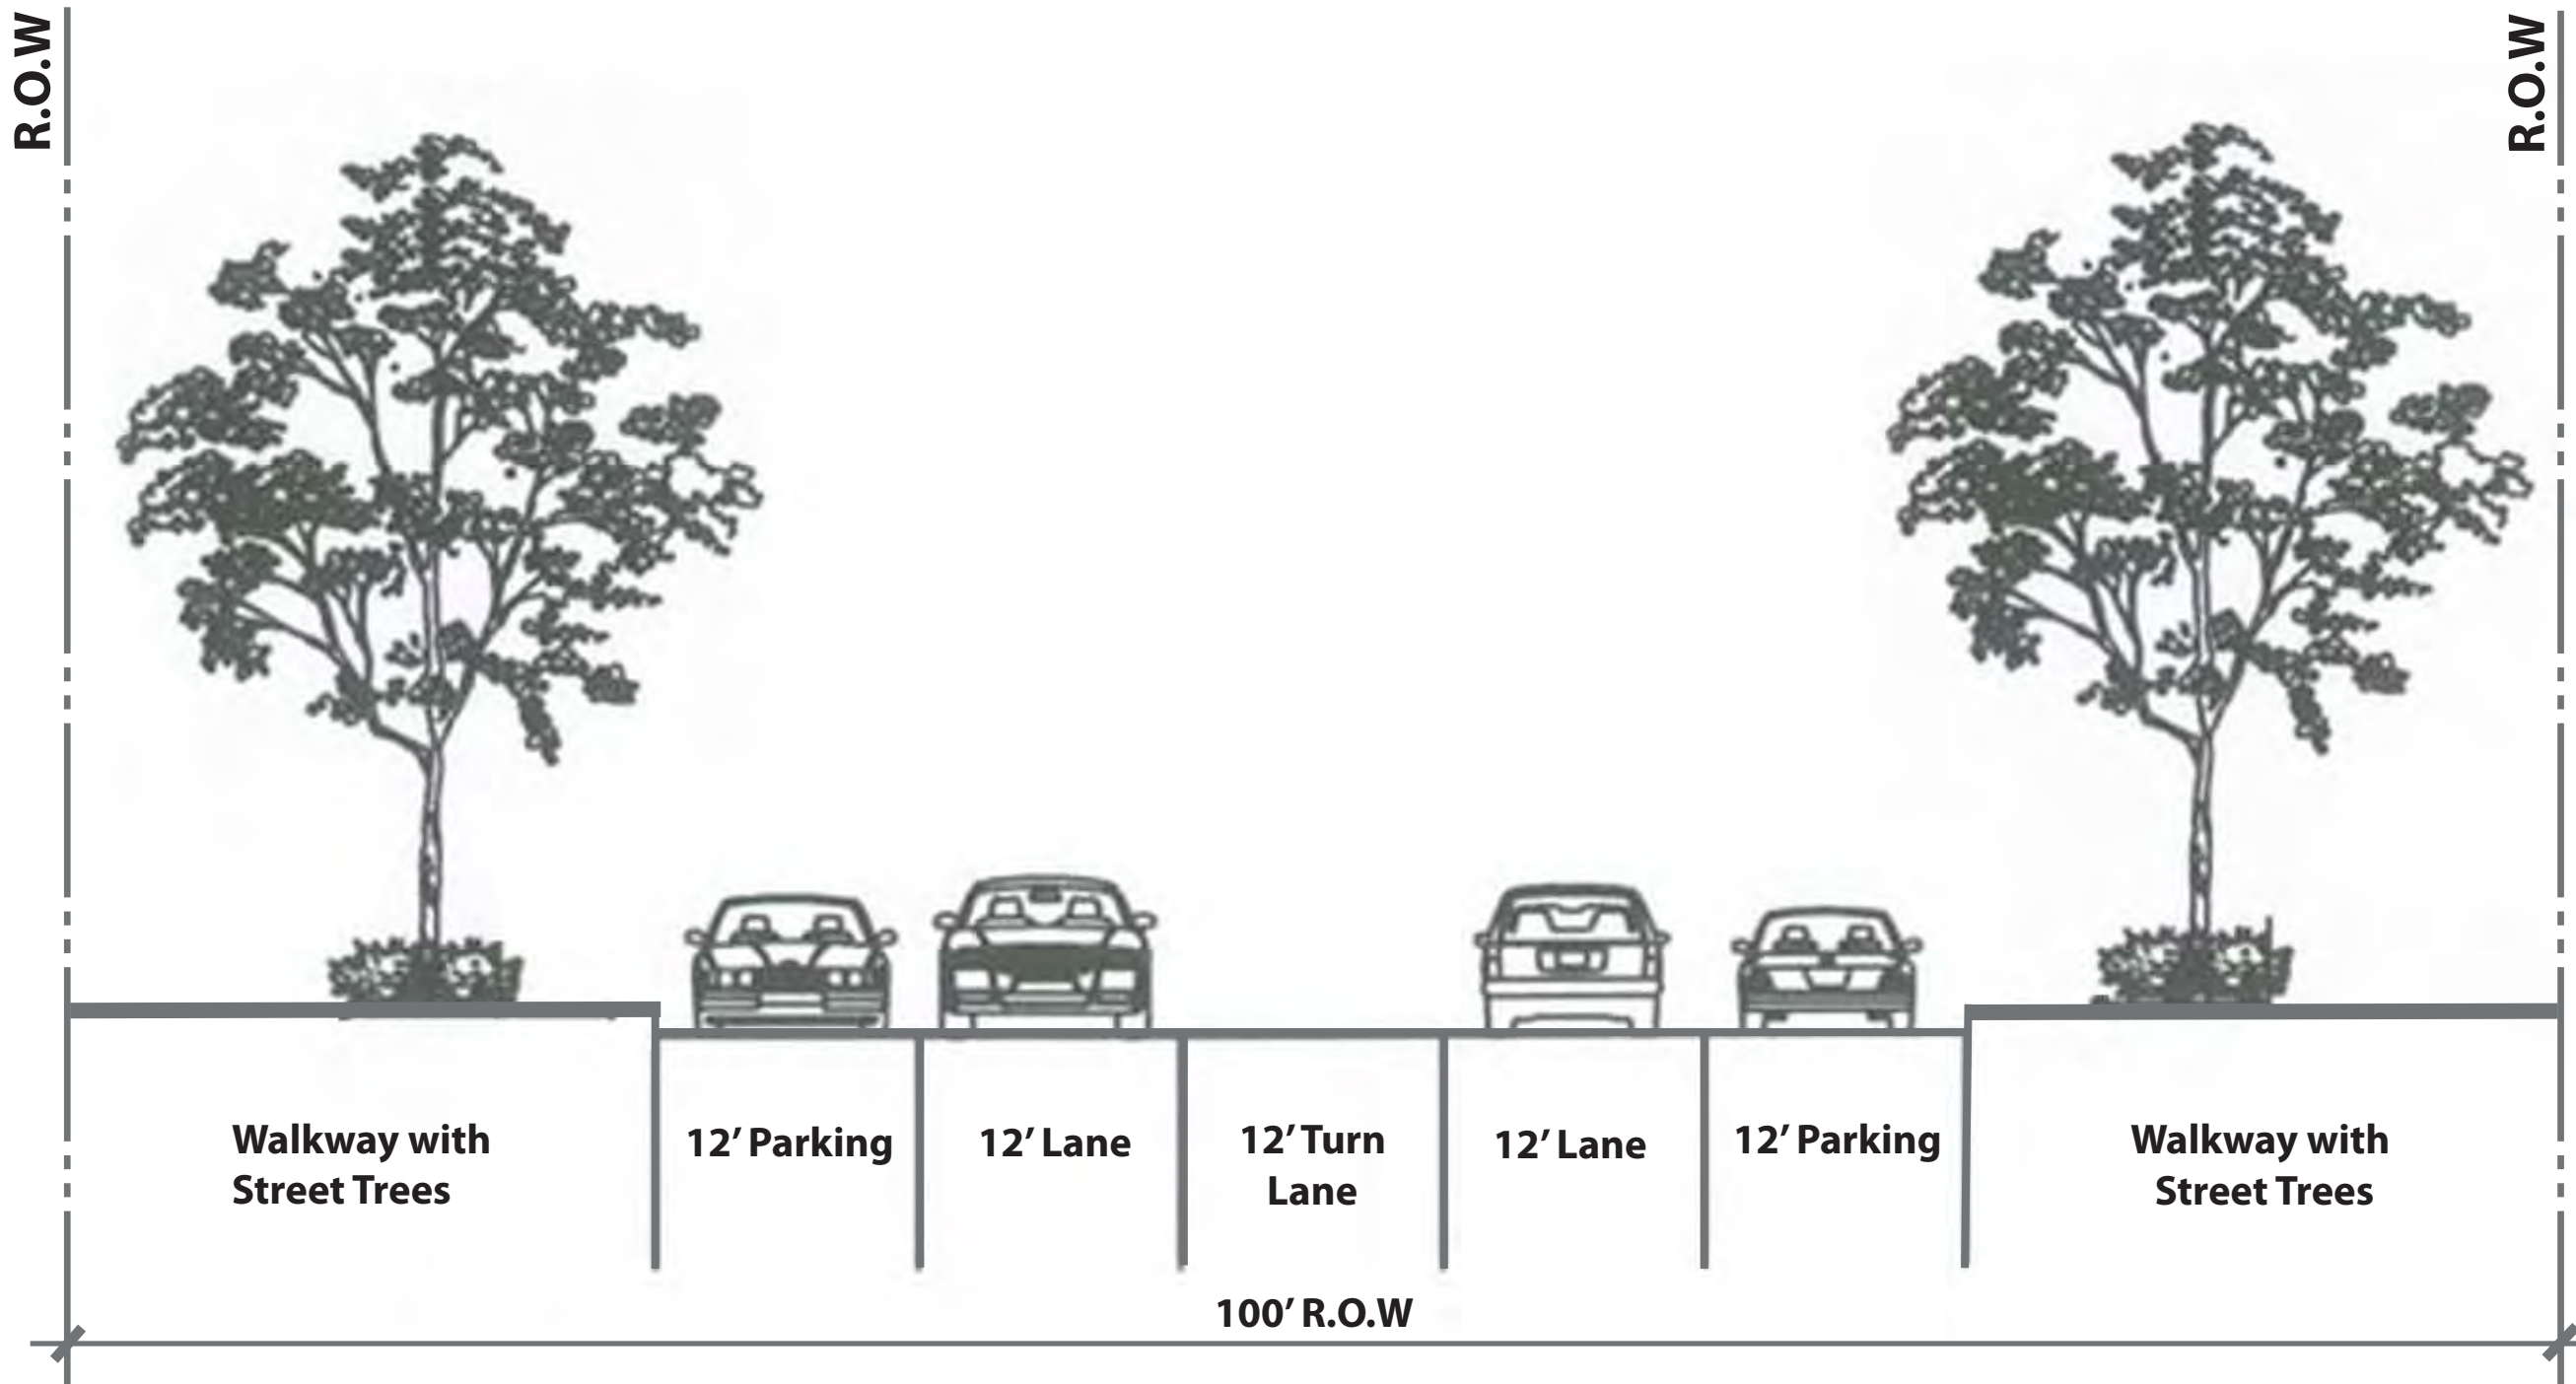 R.O.W
R.O.W
Walkway with
Street Trees
12' Parking
12' Lane
12' Turn
Lane
12' Lane
12' Parking
Walkway with
Street Trees
100' R.O.W